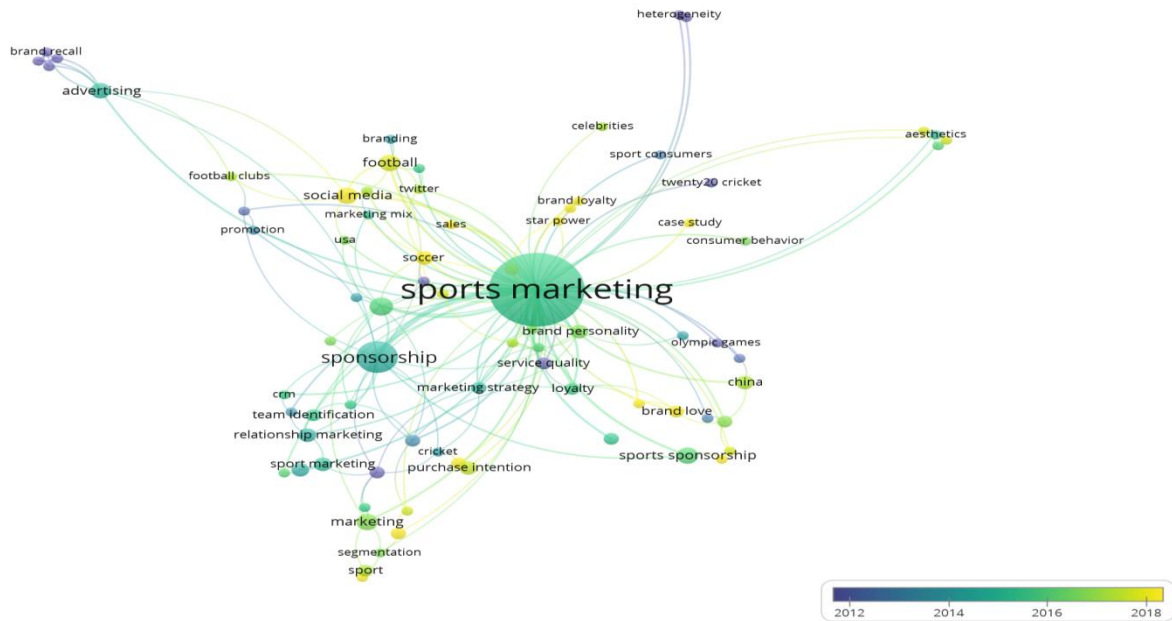 heterogeneity
brand recall
advertising
celebrities
aesthetics
branding
sport consumers
football
football clubs
twitter
twenty20 cricket
social media
brand loyalty
marketing mix
star power
case study
promotion
sales
usa
consumer behavior
soccer
sports marketing
brand personality
olympic games
sponsorship
service quality
china
marketing strategy
loyalty
crm
brand love
team identification
relationship marketing
cricket
sports sponsorship
sport marketing
purchase intention
marketing
segmentation
sport
2012 2014 2016 2018